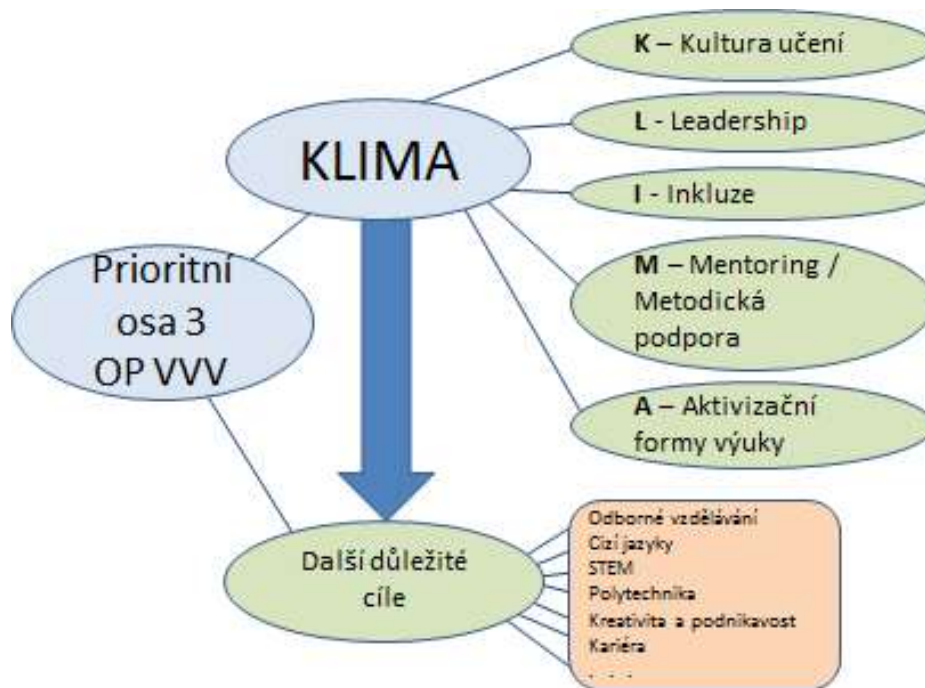 K – Kultura učení
L - Leadership
KLIMA
I - Inkluze
M – Mentoring /
Metodická
podpora
Prioritní
osa 3
OP VVV
A – Aktivizační
formy výuky
Další důležité
cíle
Odborné vzdělávání
Cizí jazyky
STEM
Polytechnika
Kreativita a podnikavost
Kariéra
. . .